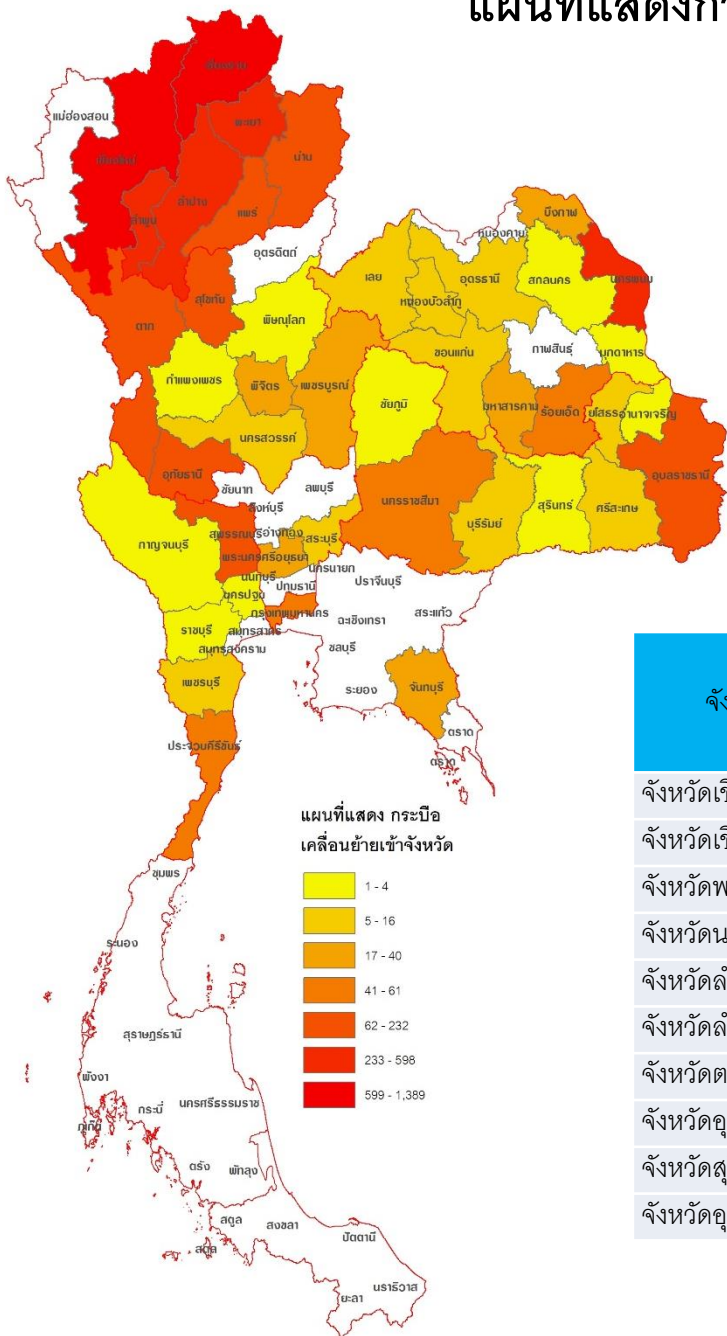 แผนที่แสดงกา
เชียงราย
แม่ฮ่องสอน
พะเยา
เชียงใหม่
น่าน
ลำปาง
ลำพูน
แพร่
บึงกาฬ
หนองคาย
อุตรดิตถ์
เลย
อุดรธานี
สกลนคร
นครพนม
สุโขทัย
หนองบัวลำภู
ตาก
พิษณุโลก
ขอนแก่น
กาฬสินธุ์
มุกดาหาร
กำแพงเพชร
พิจิตร
เพชรบูรณ์
ชัยภูมิ
มหาสารคาม
ร้อยเอ็ด
ยโสธร
อำนาจเจริญ
นครสวรรค์
อุบลราชธานี
อุทัยธานี
ชัยนาท
ลพบุรี
นครราชสีมา
บุรีรัมย์
สุรินทร์
ศรีสะเกษ
สิงห์บุรี
กาญจนบุรี
สุพรรณบุรี
อ่างทอง
สระบุรี
พระนครศรีอยุธยา
นครนายก
นนทบุรี
ปทุมธานี
ปราจีนบุรี
นครปฐม
กรุงเทพมหานคร
ฉะเชิงเทรา
สระแก้ว
ราชบุรี
สมุทรสาคร
สมุทรสงคราม
ชลบุรี
เพชรบุรี
ระยอง
จันทบุรี
ตราด
ตราด
ประจวบคีรีขันธ์
แผนที่แสดง กระบือ
เคลื่อนย้ายเข้าจังหวัด
1 - 4
5 - 16
17 - 40
41 - 61
62 - 232
233 - 598
599 - 1,389
ชุมพร
ระนอง
สุราษฎร์ธานี
พังงา
กระบี่
นครศรีธรรมราช
ภูเก็ต
ตรัง
พัทลุง
สตูล
สงขลา
ปัตตานี
สตูล
ยะลา
นราธิวาส
จัง
จังหวัดเชี
จังหวัดเชี
จังหวัดพ
จังหวัดน
จังหวัดลำ
จังหวัดลำ
จังหวัดต
จังหวัดอุ
จังหวัดสุ
จังหวัดอุ